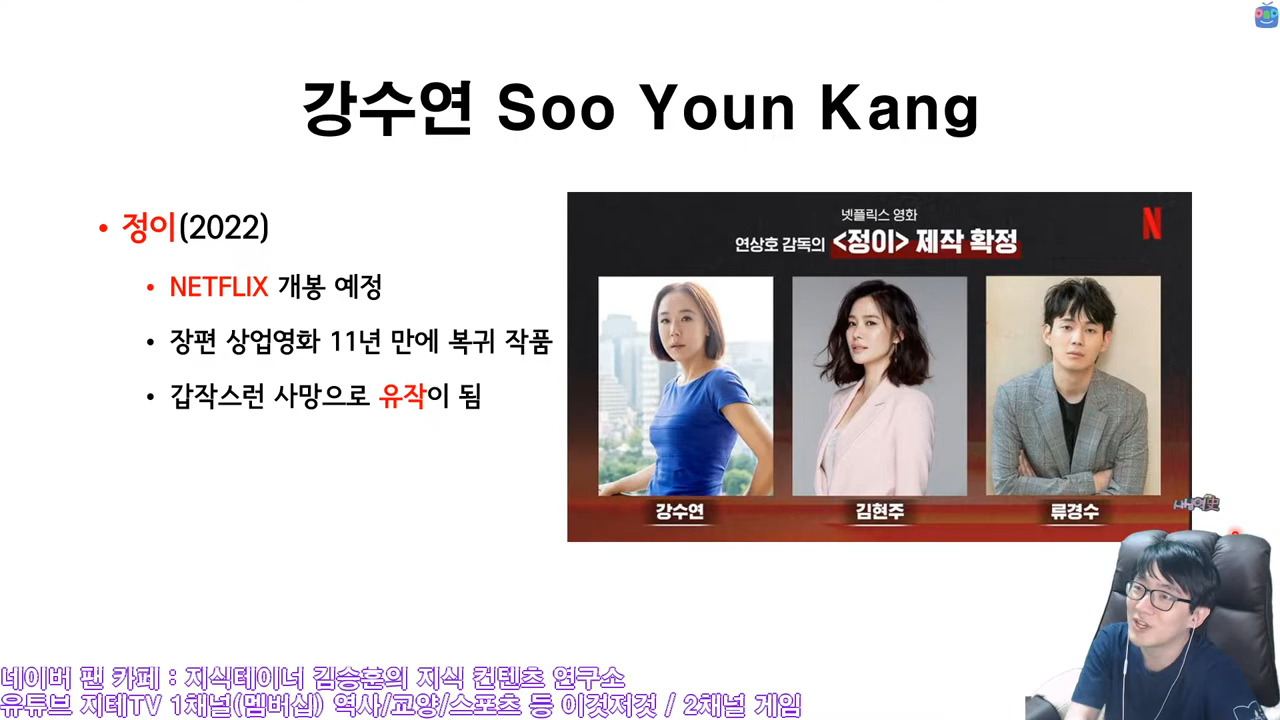 강수연 Soo Youn Kang
• 정이(2022)
• NETFLIX 개봉 예정
• 장편 상업영화 11년 만에 복귀 작품
• 갑작스런 사망으로 유작이 됨
넷플릭스 영화
연상호 감독의 <정이> 제작 확정
N
강수연
김현주
류경수
네이버 팬 카페 : 지식테이너 김승훈의 지식 컨텐츠 연구소
유튜브 지테TV 1채널(멤버십) 역사/교양/스포츠 등 이것저것 / 2채널 게임